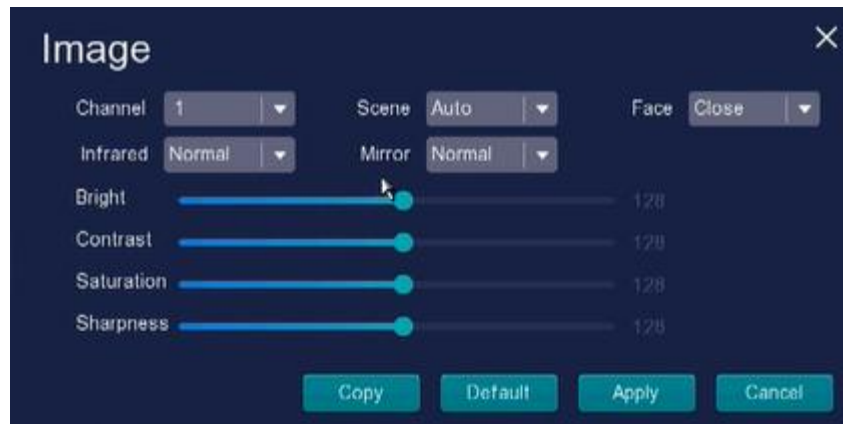 Image
Channel 1 Scene Auto Face Close
Infrared Normal Mirror Normal
Bright 128
Contrast 128
Saturation 128
Sharpness 128
Copy Default Apply Cancel